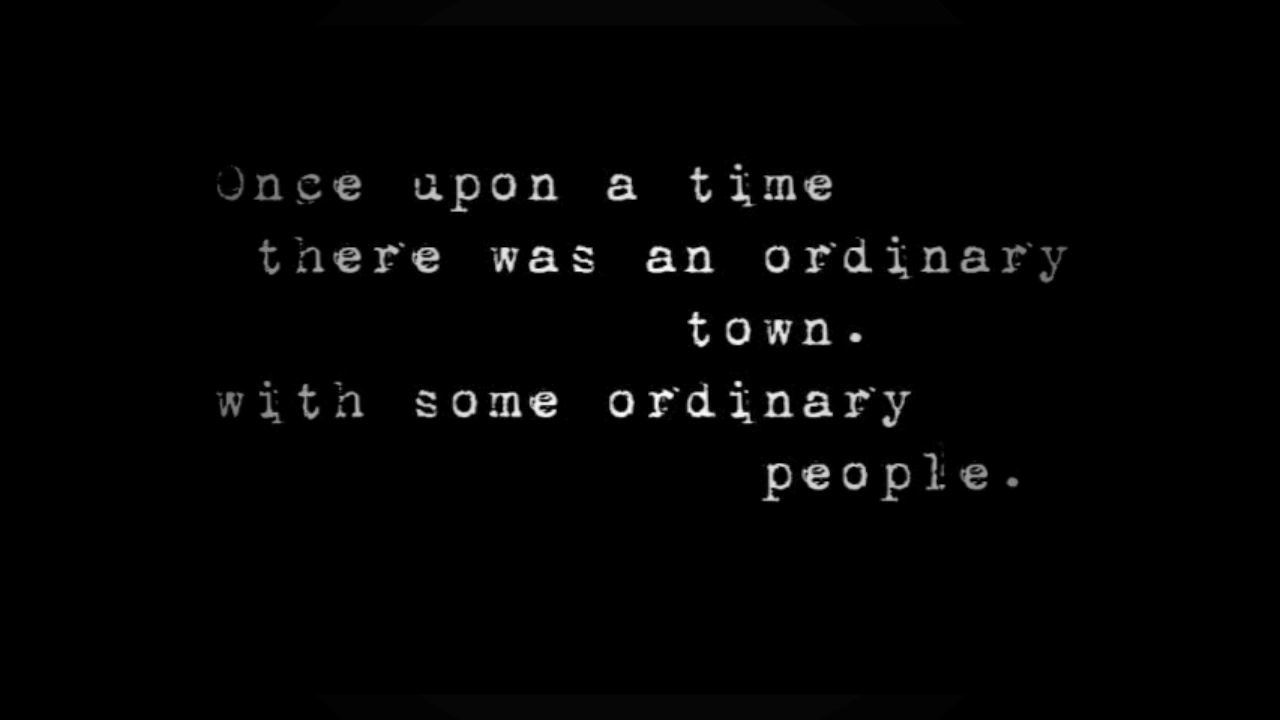 Once upon a time
there was an ordinary
town.
with some ordinary
people.